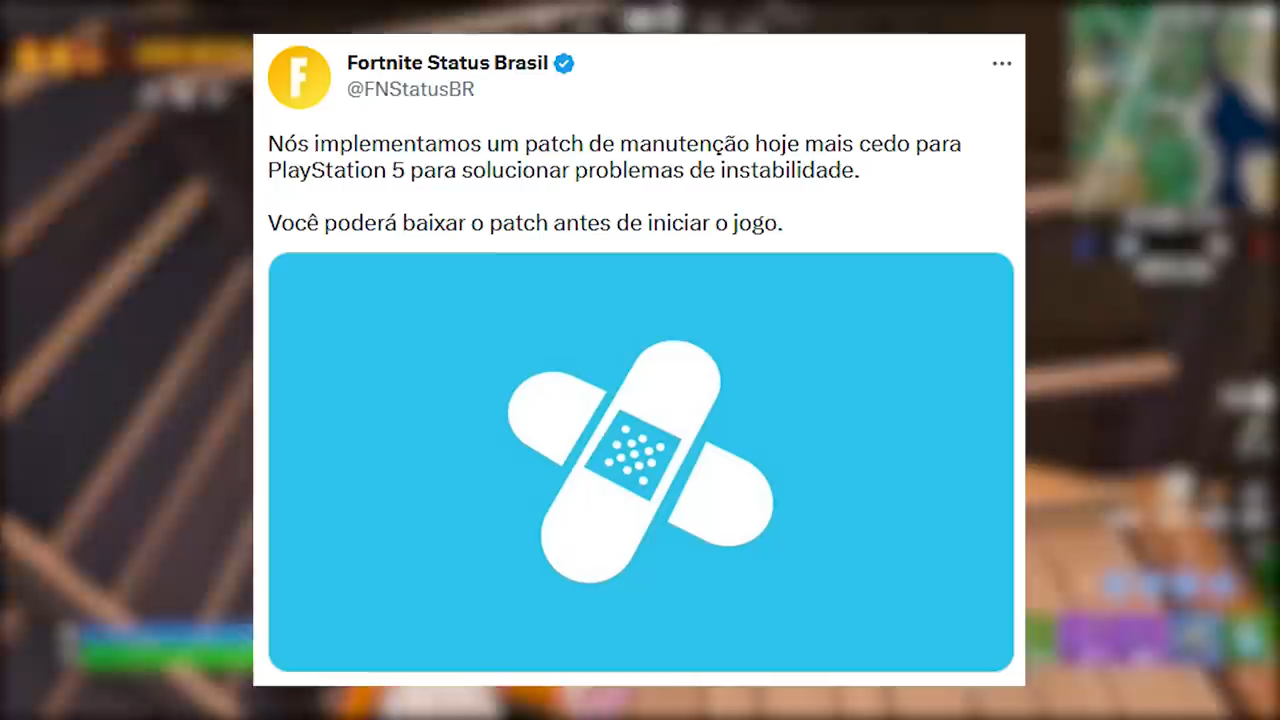 Fortnite Status Brasil
@FNStatusBR
Nós implementamos um patch de manutenção hoje mais cedo para
PlayStation 5 para solucionar problemas de instabilidade.
Você poderá baixar o patch antes de iniciar o jogo.